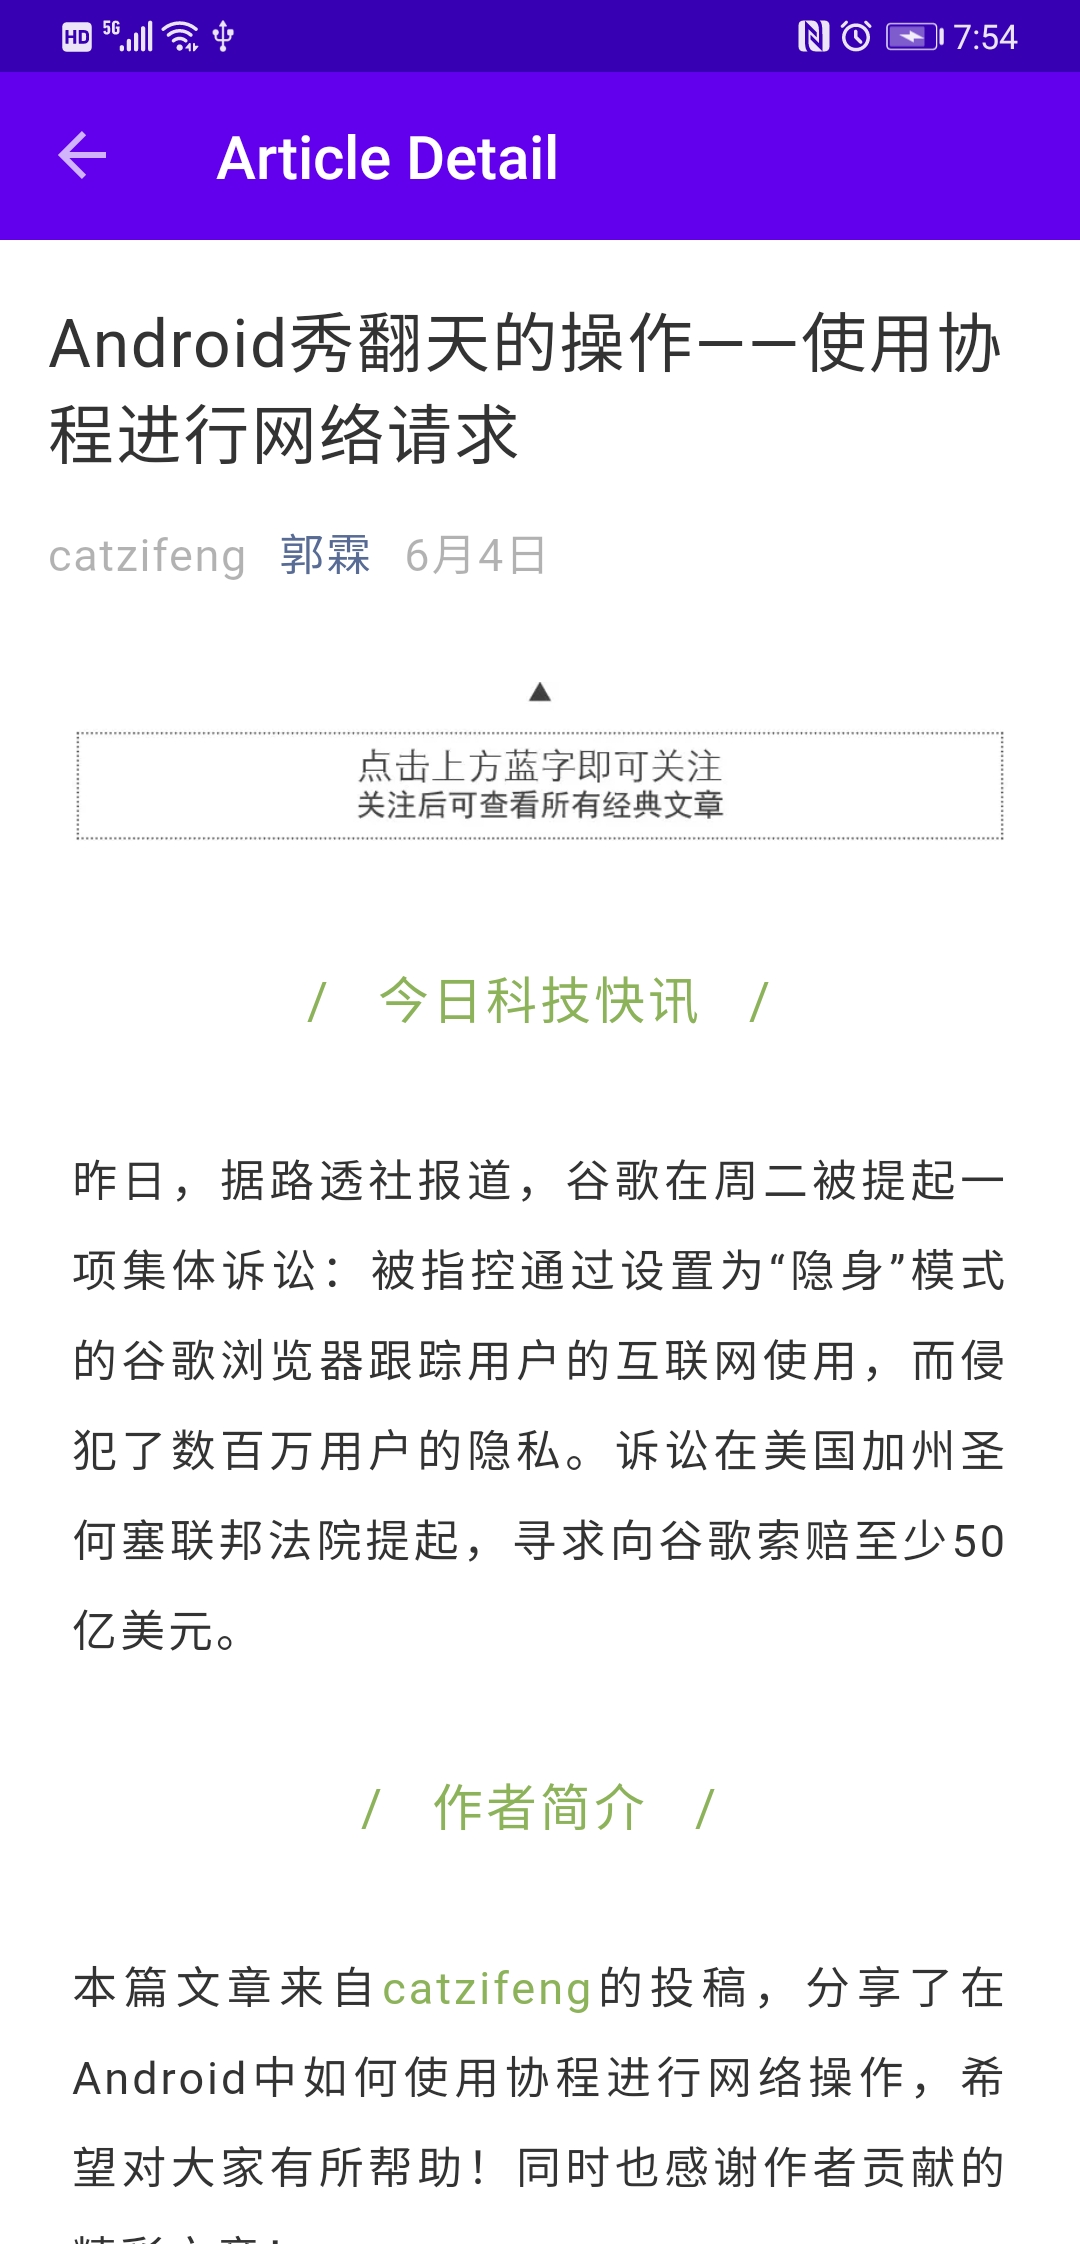 HD 5G 7:54
Article Detail
Android秀翻天的操作——使用协
程进行网络请求
catzifeng 郭霖 6月4日
▲
点击上方蓝字即可关注
关注后可查看所有经典文章
/ 今日科技快讯 /
昨日，据路透社报道，谷歌在周二被提起一
项集体诉讼：被指控通过设置为“隐身”模式
的谷歌浏览器跟踪用户的互联网使用，而侵
犯了数百万用户的隐私。诉讼在美国加州圣
何塞联邦法院提起，寻求向谷歌索赔至少50
亿美元。
/ 作者简介 /
本篇文章来自catzifeng的投稿，分享了在
Android中如何使用协程进行网络操作，希
望对大家有所帮助！同时也感谢作者贡献的